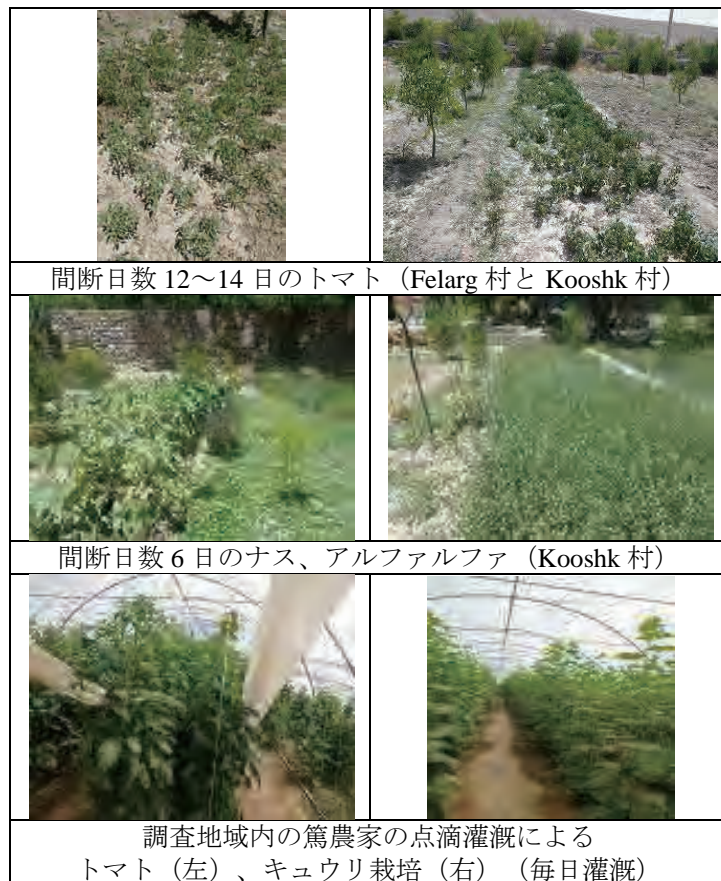 間断日数 12～14 日のトマト（Felarg 村と Kooshk 村）
間断日数 6 日のナス、アルファルファ（Kooshk 村）
調査地域内の篤農家の点滴灌漑による
トマト（左）、キュウリ栽培（右）（毎日灌漑）